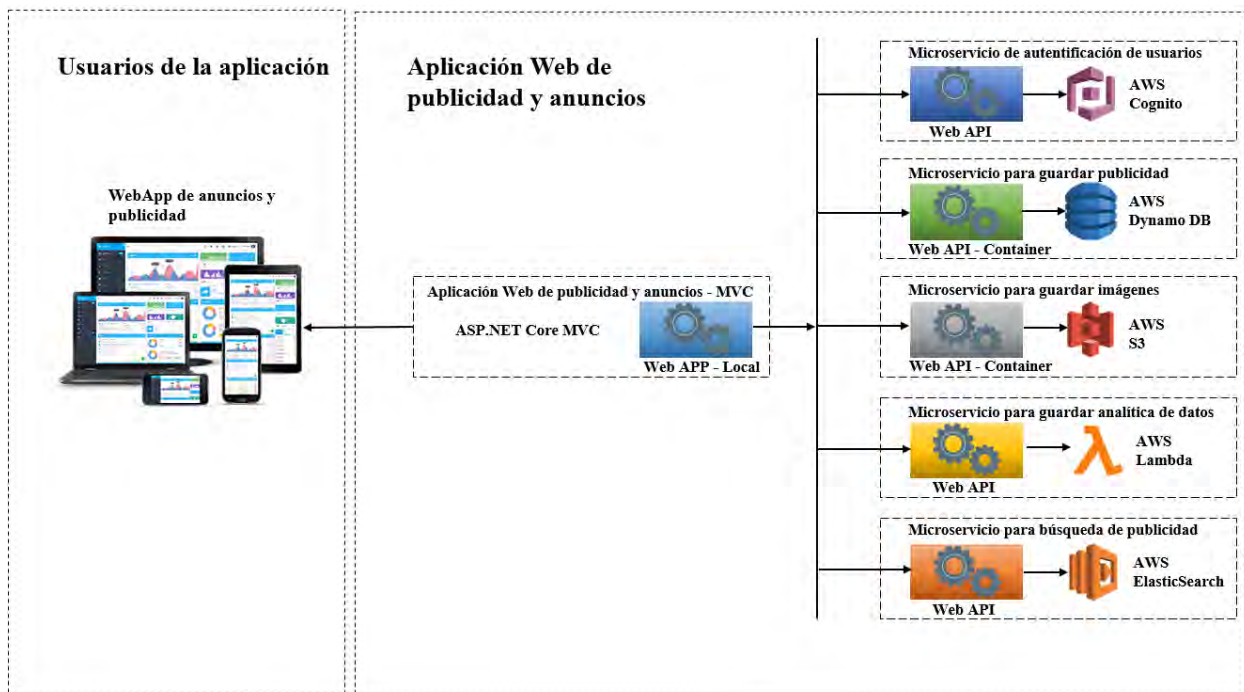 Usuarios de la aplicación
WebApp de anuncios y
publicidad
Aplicación Web de
publicidad y anuncios
Aplicación Web de publicidad y anuncios - MVC
ASP.NET Core MVC
Web APP - Local
Microservicio de autentificación de usuarios
AWS
Cognito
Web API
Microservicio para guardar publicidad
AWS
Dynamo DB
Web API - Container
Microservicio para guardar imágenes
AWS
S3
Web API - Container
Microservicio para guardar analítica de datos
AWS
Lambda
Web API
Microservicio para búsqueda de publicidad
AWS
ElasticSearch
Web API